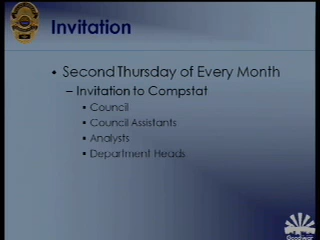 Invitation
• Second Thursday of Every Month
– Invitation to Compstat
▪ Council
▪ Council Assistants
▪ Analysts
▪ Department Heads